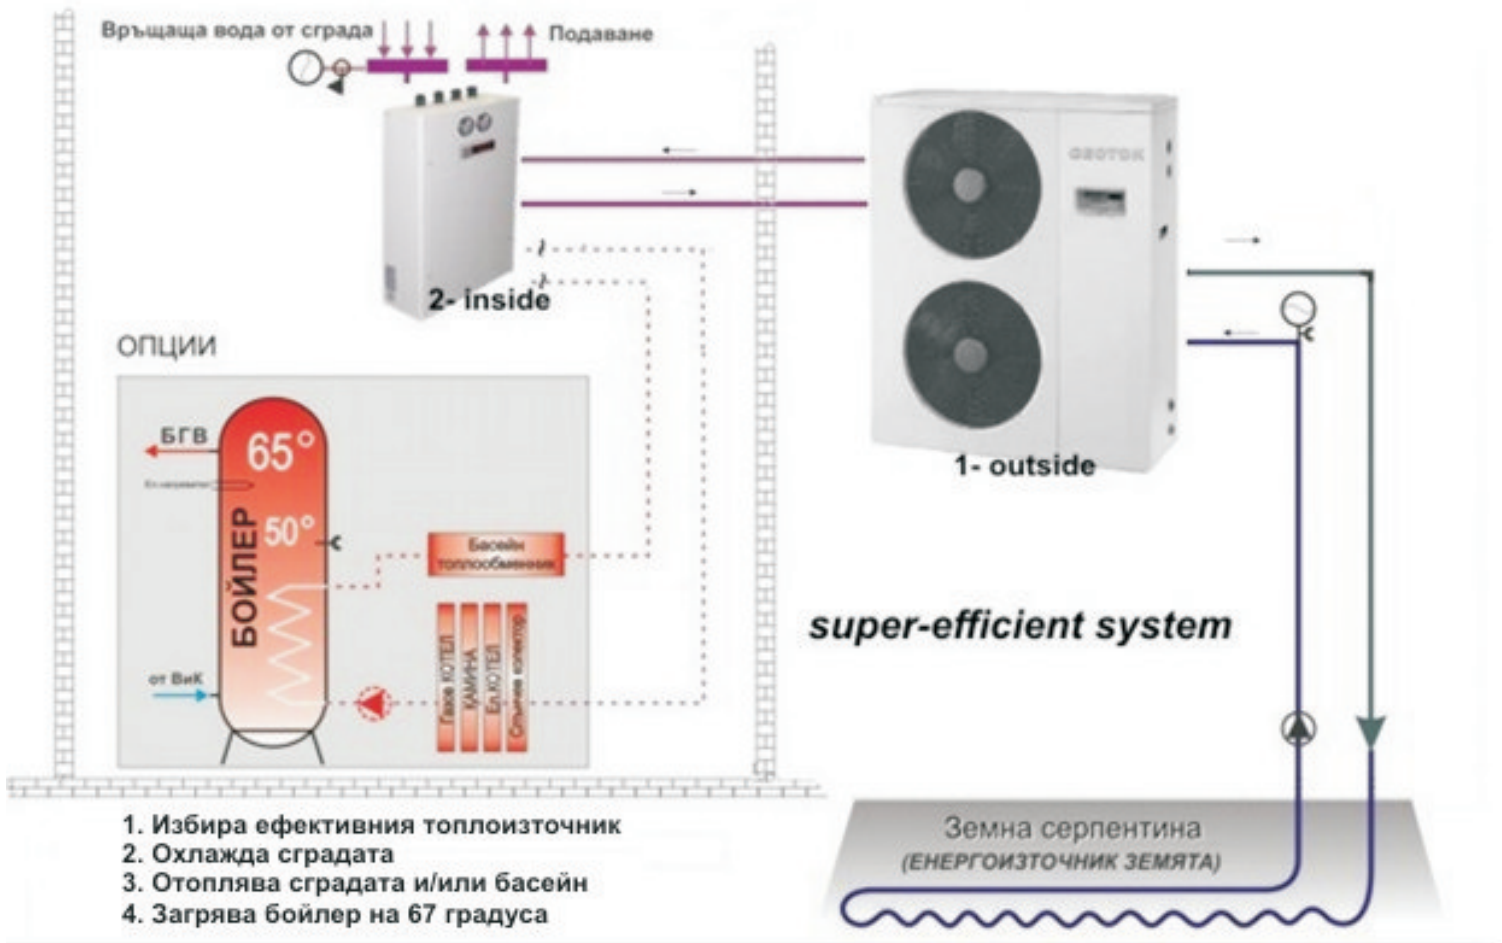 Връщаща вода от сграда
Подаване
GEOTOK
2- inside
1- outside
ОПЦИИ
БГВ
65°
50°
БОЙЛЕР
от ВиК
Басейн
топлообменник
Газов КОТЕЛ
КАМИНА
Ел.КОТЕЛ
Слънчев колектор
super-efficient system
Земна серпентина
(ЕНЕРГОИЗТОЧНИК ЗЕМЯТА)
1. Избира ефективния топлоизточник
2. Охлажда сградата
3. Отоплява сградата и/или басейн
4. Загрява бойлер на 67 градуса